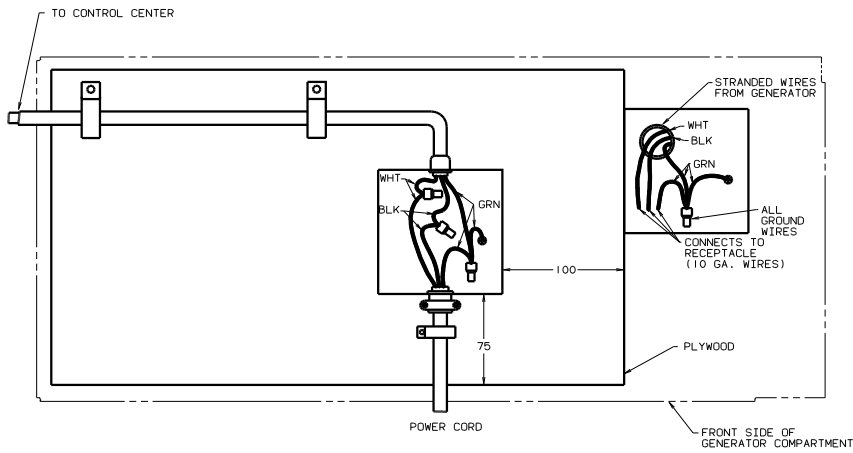 TO CONTROL CENTER
STRANDED WIRES
FROM GENERATOR
WHT
BLK
GRN
WHT
GRN
BLK
ALL
GROUND
WIRES
CONNECTS TO
RECEPTACLE
(10 GA. WIRES)
100
75
PLYWOOD
POWER CORD
FRONT SIDE OF
GENERATOR COMPARTMENT